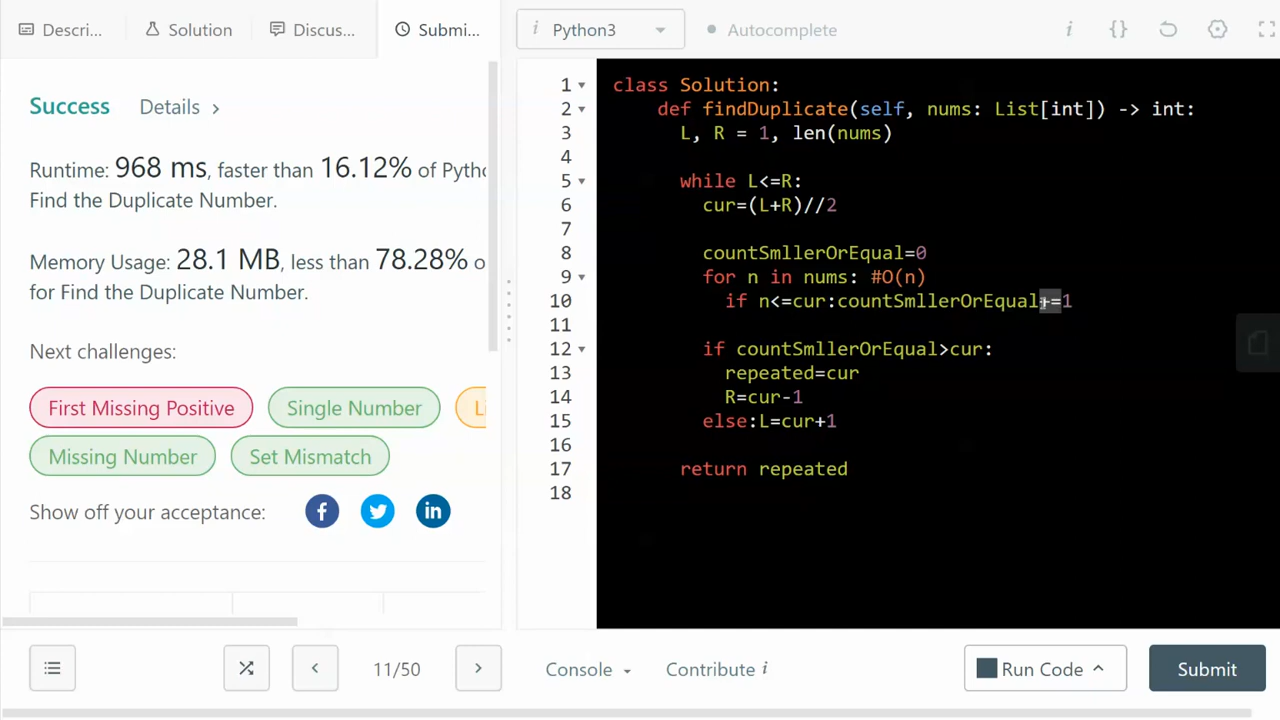 Descri...
Solution
Discus...
Submi...
i Python3
Autocomplete
i {}
Success Details >
Runtime: 968 ms, faster than 16.12% of Pytho
Find the Duplicate Number.
Memory Usage: 28.1 MB, less than 78.28% o
for Find the Duplicate Number.
Next challenges:
First Missing Positive
Single Number
Li
Missing Number
Set Mismatch
Show off your acceptance:
f
in
1 class Solution:
2 def findDuplicate(self, nums: List[int]) -> int:
3 L, R = 1, len(nums)
4
5 while L<=R:
6 cur=(L+R)//2
7
8 countSmllerOrEqual=0
9 for n in nums: #O(n)
10 if n<=cur:countSmllerOrEqual+=1
11
12 if countSmllerOrEqual>cur:
13 repeated=cur
14 R=cur-1
15 else:L=cur+1
16
17 return repeated
18
< 11/50 >
Console
Contribute i
Run Code
Submit